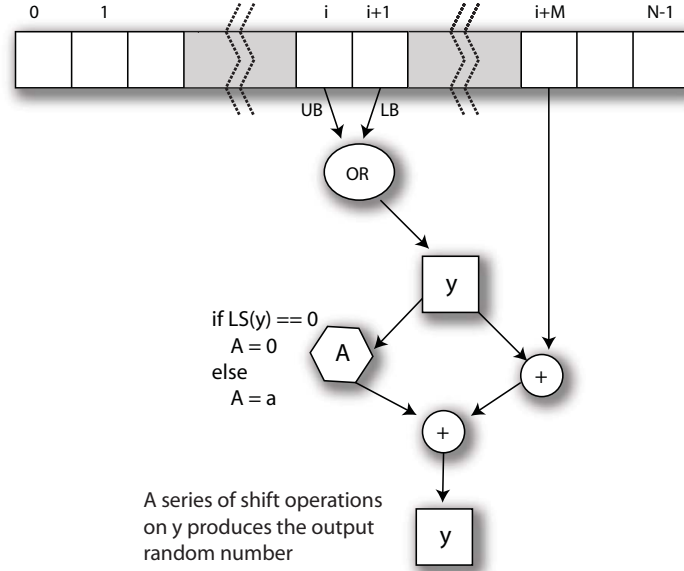 0 1 i i+1 i+M N-1
UB LB
OR
y
if LS(y) == 0
A = 0
else
A = a
A
+
+
A series of shift operations
on y produces the output
random number
y